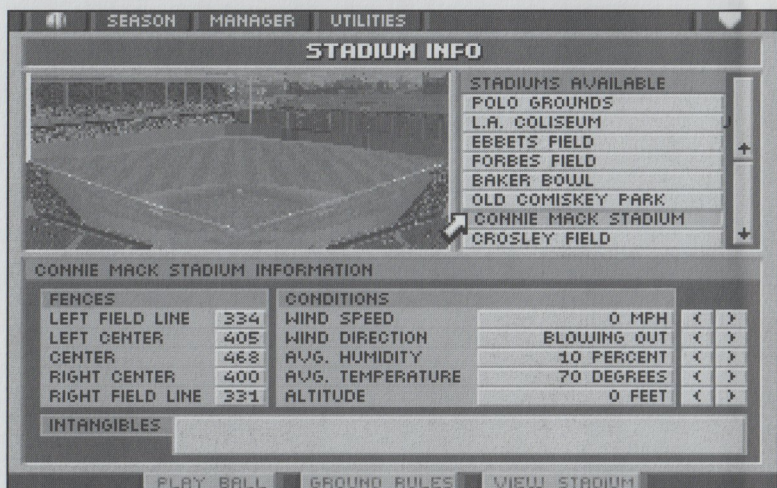 SEASON MANAGER UTILITIES
STADIUM INFO
STADIUMS AVAILABLE
POLO GROUNDS
L.A. COLISEUM
EBBETS FIELD
FORBES FIELD
BAKER BOWL
OLD COMISKEY PARK
CONNIE MACK STADIUM
CROSLEY FIELD
CONNIE MACK STADIUM INFORMATION
FENCES
LEFT FIELD LINE 334
LEFT CENTER 405
CENTER 468
RIGHT CENTER 400
RIGHT FIELD LINE 331
CONDITIONS
WIND SPEED 0 MPH < >
WIND DIRECTION BLOWING OUT < >
AVG. HUMIDITY 10 PERCENT < >
AVG. TEMPERATURE 70 DEGREES < >
ALTITUDE 0 FEET < >
INTANGIBLES
PLAY BALL GROUND RULES VIEW STADIUM